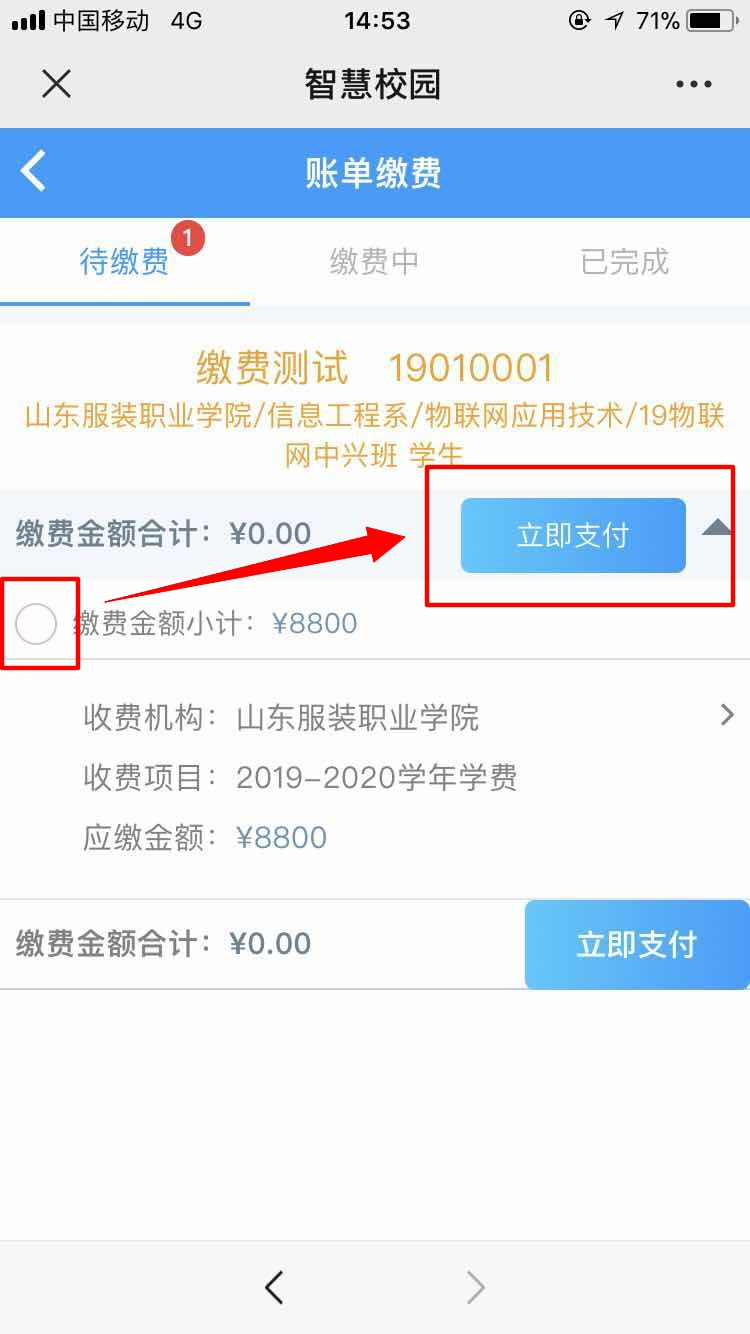 中国移动 4G 14:53 71%
智慧校园
账单缴费
待缴费 1 缴费中 已完成
缴费测试 19010001
山东服装职业学院/信息工程系/物联网应用技术/19物联
网中兴班 学生
缴费金额合计：¥0.00 立即支付
缴费金额小计：¥8800
收费机构：山东服装职业学院
收费项目：2019-2020学年学费
应缴金额：¥8800
缴费金额合计：¥0.00 立即支付